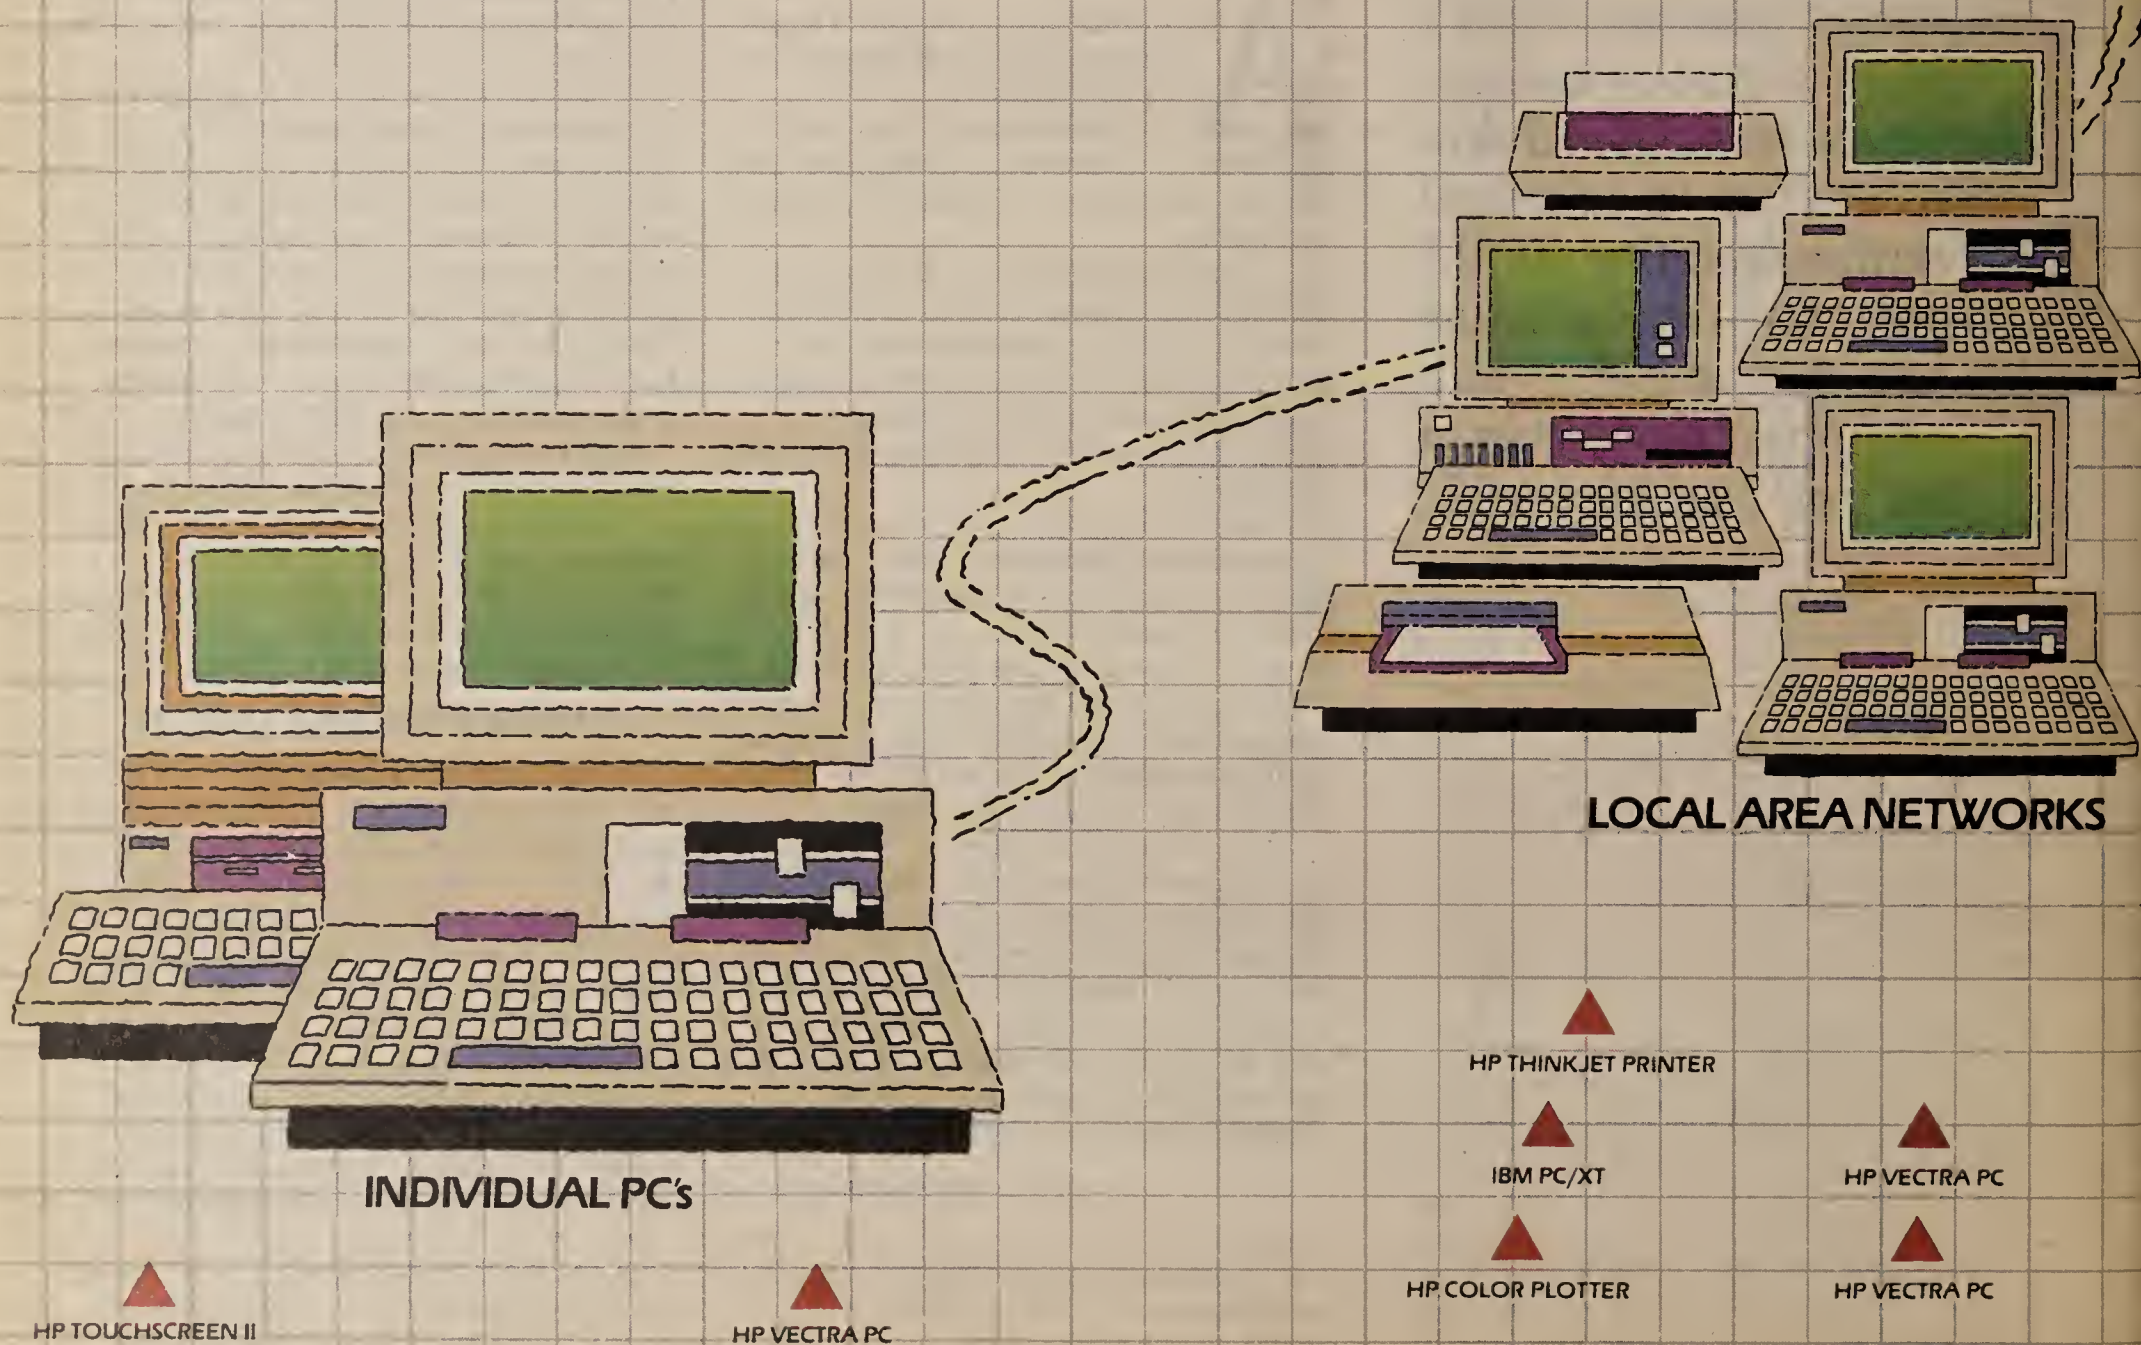 LOCAL AREA NETWORKS
HP THINKJET PRINTER
IBM PC/XT
HP VECTRA PC
INDIVIDUAL PC's
HP COLOR PLOTTER
HP VECTRA PC
HP TOUCHSCREEN II
HP VECTRA PC